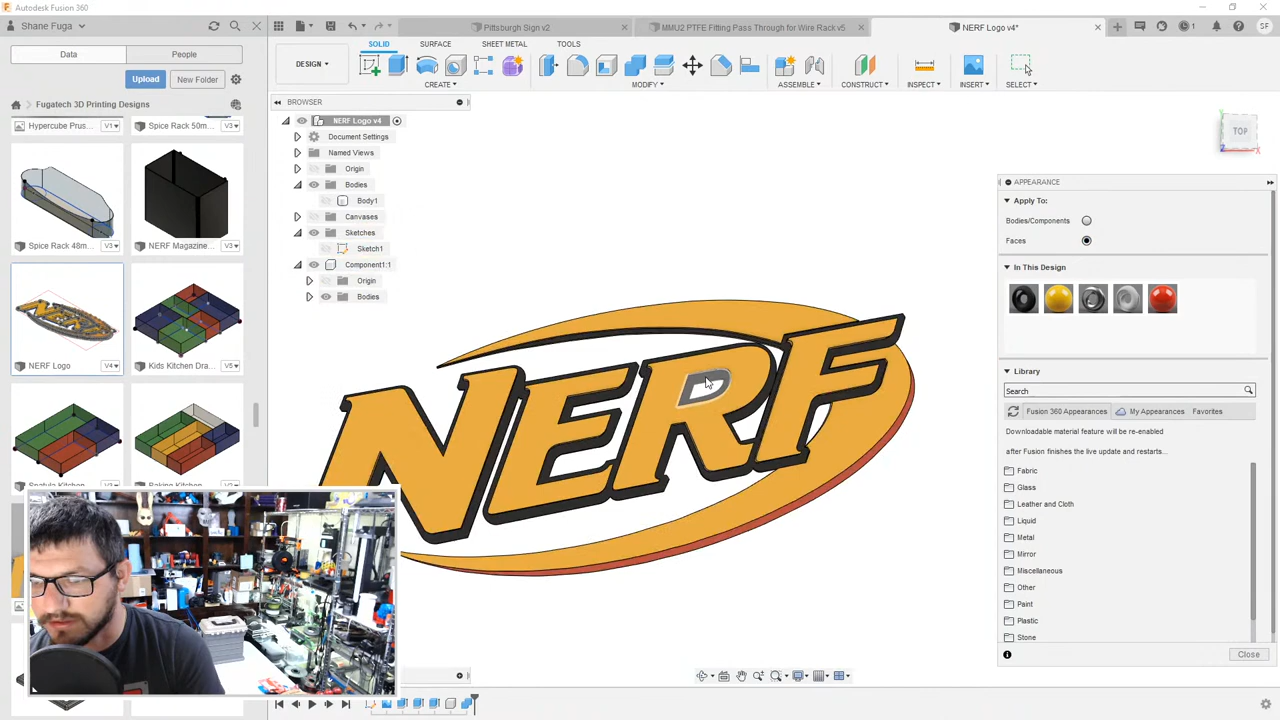 Autodesk Fusion 360
Shane Fuga
Data
People
Upload
New Folder
Fugatech 3D Printing Designs
Hypercube Prus...
V1
Spice Rack 50m...
V3
Spice Rack 48m...
V3
NERF Magazine...
V3
NERF Logo
V4
Kids Kitchen Dra...
V5
Spatula Kitchen
Baking Kitchen
Pittsburgh Sign v2
MMU2 PTFE Fitting Pass Through for Wire Rack v5
NERF Logo v4*
1
SF
SOLID
SURFACE
SHEET METAL
TOOLS
DESIGN
CREATE
MODIFY
ASSEMBLE
CONSTRUCT
INSPECT
INSERT
SELECT
BROWSER
NERF Logo v4
Document Settings
Named Views
Origin
Bodies
Body1
Canvases
Sketches
Sketch1
Component1:1
Origin
Bodies
TOP
NERF
APPEARANCE
Apply To:
Bodies/Components
Faces
In This Design
Library
Search
Fusion 360 Appearances
My Appearances
Favorites
Downloadable material feature will be re-enabled
after Fusion finishes the live update and restarts...
Fabric
Glass
Leather and Cloth
Liquid
Metal
Mirror
Miscellaneous
Other
Paint
Plastic
Stone
Close